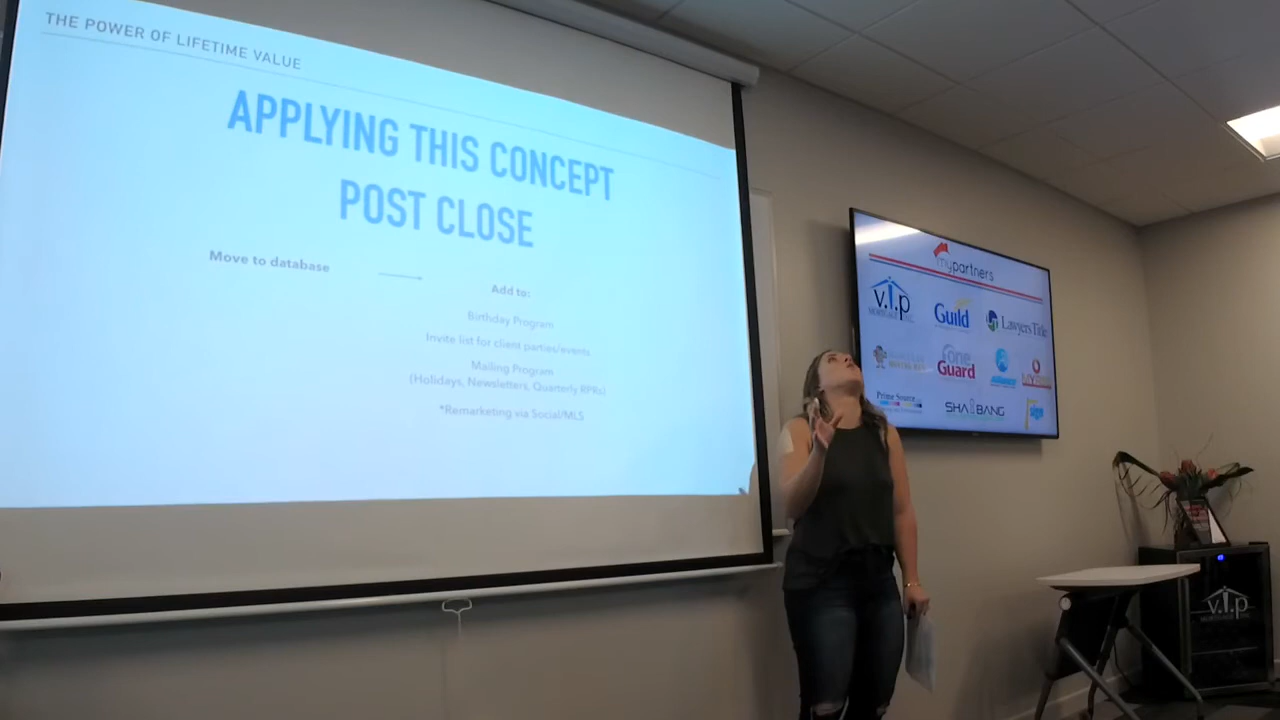 THE POWER OF LIFETIME VALUE
APPLYING THIS CONCEPT
POST CLOSE
Move to database
Add to:
Birthday Program
Invite list for client parties/events
Mailing Program
(Holidays, Newsletters, Quarterly RPRs)
*Remarketing via Social/MLS
mypartners
v.i.p
MORTGAGE
Guild
Lawyers Title
one
Guard
Prime Source
SHA BANG
v.i.p